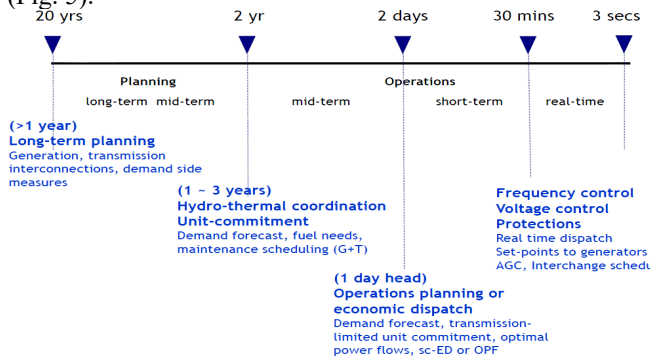 (Fig. 5).
20 yrs 2 yr 2 days 30 mins 3 secs
Planning Operations
long-term mid-term mid-term short-term real-time
(>1 year)
Long-term planning
Generation, transmission
interconnections, demand side
measures
(1 ~ 3 years)
Hydro-thermal coordination
Unit-commitment
Demand forecast, fuel needs,
maintenance scheduling (G+T)
(1 day head)
Operations planning or
economic dispatch
Demand forecast, transmission-
limited unit commitment, optimal
power flows, sc-ED or OPF
Frequency control
Voltage control
Protections
Real time dispatch
Set-points to generators
AGC, Interchange schedu